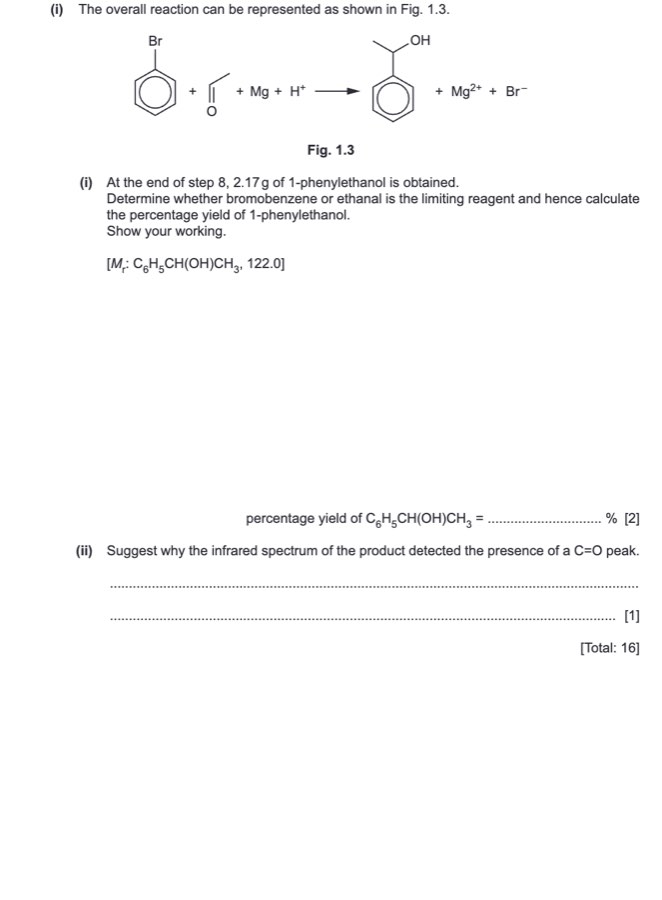 (i) The overall reaction can be represented as shown in Fig. 1.3.
Br
OH
+ + Mg + H⁺ ⟶ + Mg²⁺ + Br⁻
O
Fig. 1.3
(i) At the end of step 8, 2.17 g of 1-phenylethanol is obtained.
Determine whether bromobenzene or ethanal is the limiting reagent and hence calculate
the percentage yield of 1-phenylethanol.
Show your working.
[Mᵣ: C₆H₅CH(OH)CH₃, 122.0]
percentage yield of C₆H₅CH(OH)CH₃ = .............................. % [2]
(ii) Suggest why the infrared spectrum of the product detected the presence of a C=O peak.
..........................................................................................................................................
.................................................................................................................................... [1]
[Total: 16]